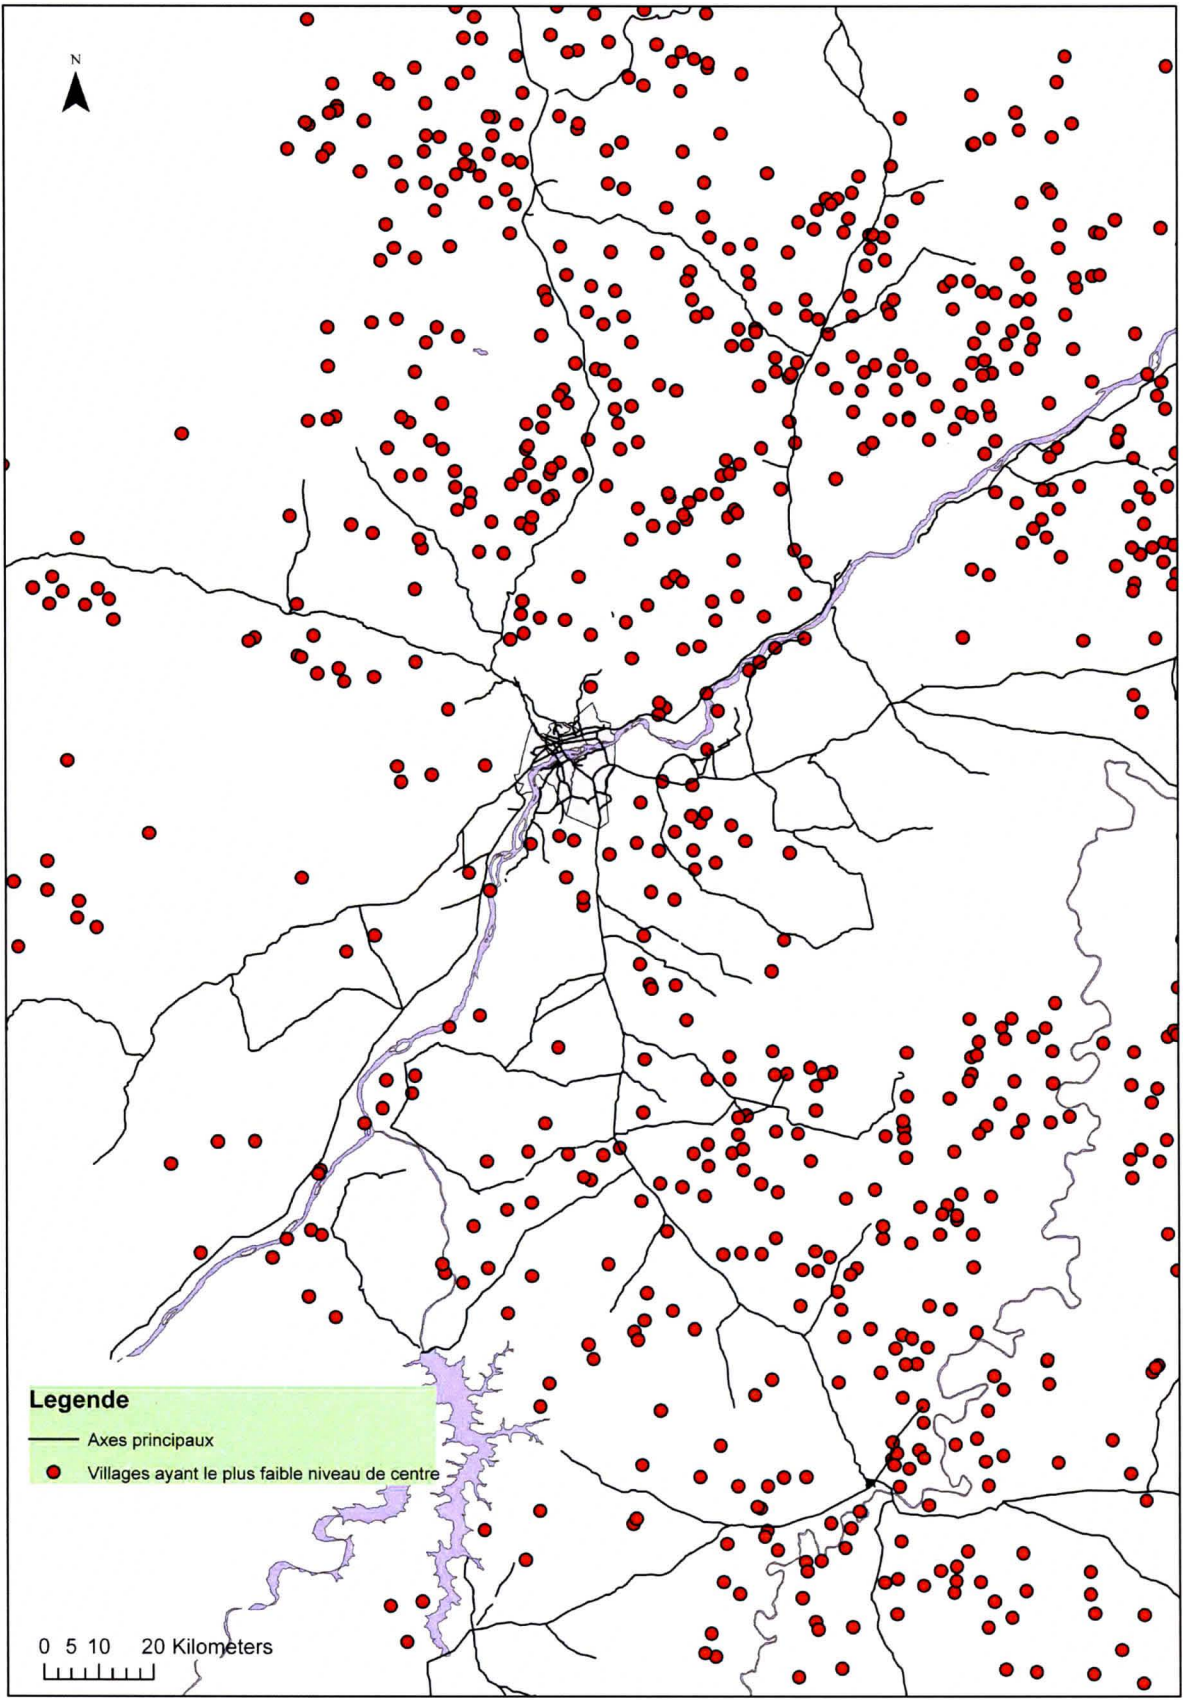 N
Legende
Axes principaux
Villages ayant le plus faible niveau de centre
0 5 10 20 Kilometers